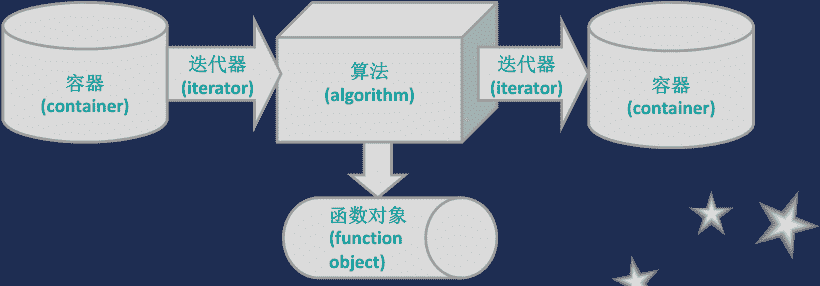 容器
(container)
迭代器
(iterator)
算法
(algorithm)
迭代器
(iterator)
容器
(container)
函数对象
(function
object)